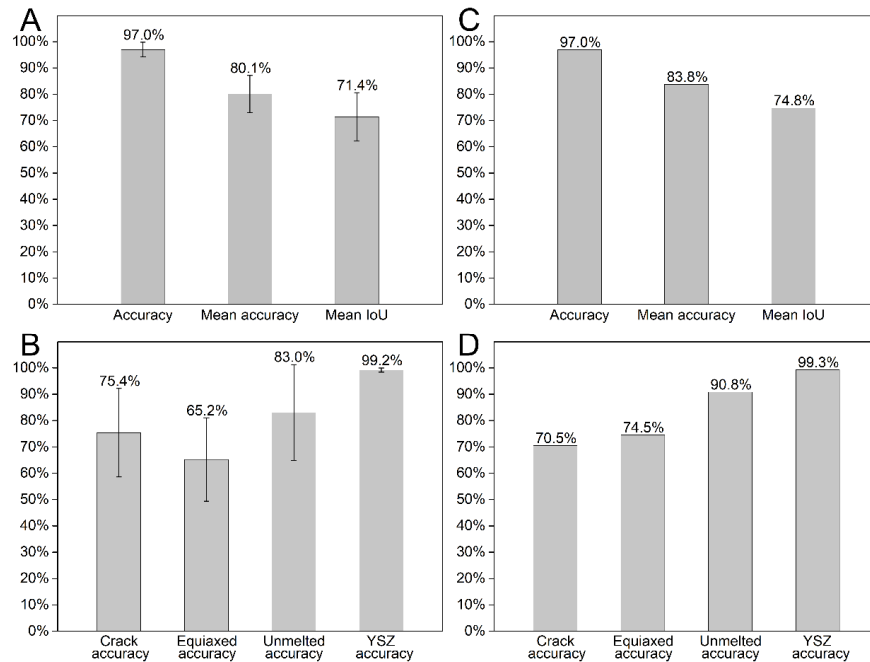 A
100%
90%
80%
70%
60%
50%
40%
30%
20%
10%
0%
97.0%
80.1%
71.4%
Accuracy
Mean accuracy
Mean IoU
C
100%
90%
80%
70%
60%
50%
40%
30%
20%
10%
0%
97.0%
83.8%
74.8%
Accuracy
Mean accuracy
Mean IoU
B
100%
90%
80%
70%
60%
50%
40%
30%
20%
10%
0%
75.4%
65.2%
83.0%
99.2%
Crack
accuracy
Equiaxed
accuracy
Unmelted
accuracy
YSZ
accuracy
D
100%
90%
80%
70%
60%
50%
40%
30%
20%
10%
0%
70.5%
74.5%
90.8%
99.3%
Crack
accuracy
Equiaxed
accuracy
Unmelted
accuracy
YSZ
accuracy